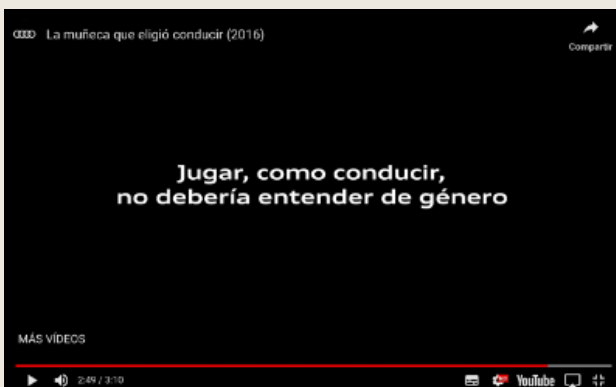 La muñeca que eligió conducir (2016)
Compartir
Jugar, como conducir,
no debería entender de género
MÁS VÍDEOS
2:49 / 3:10
YouTube